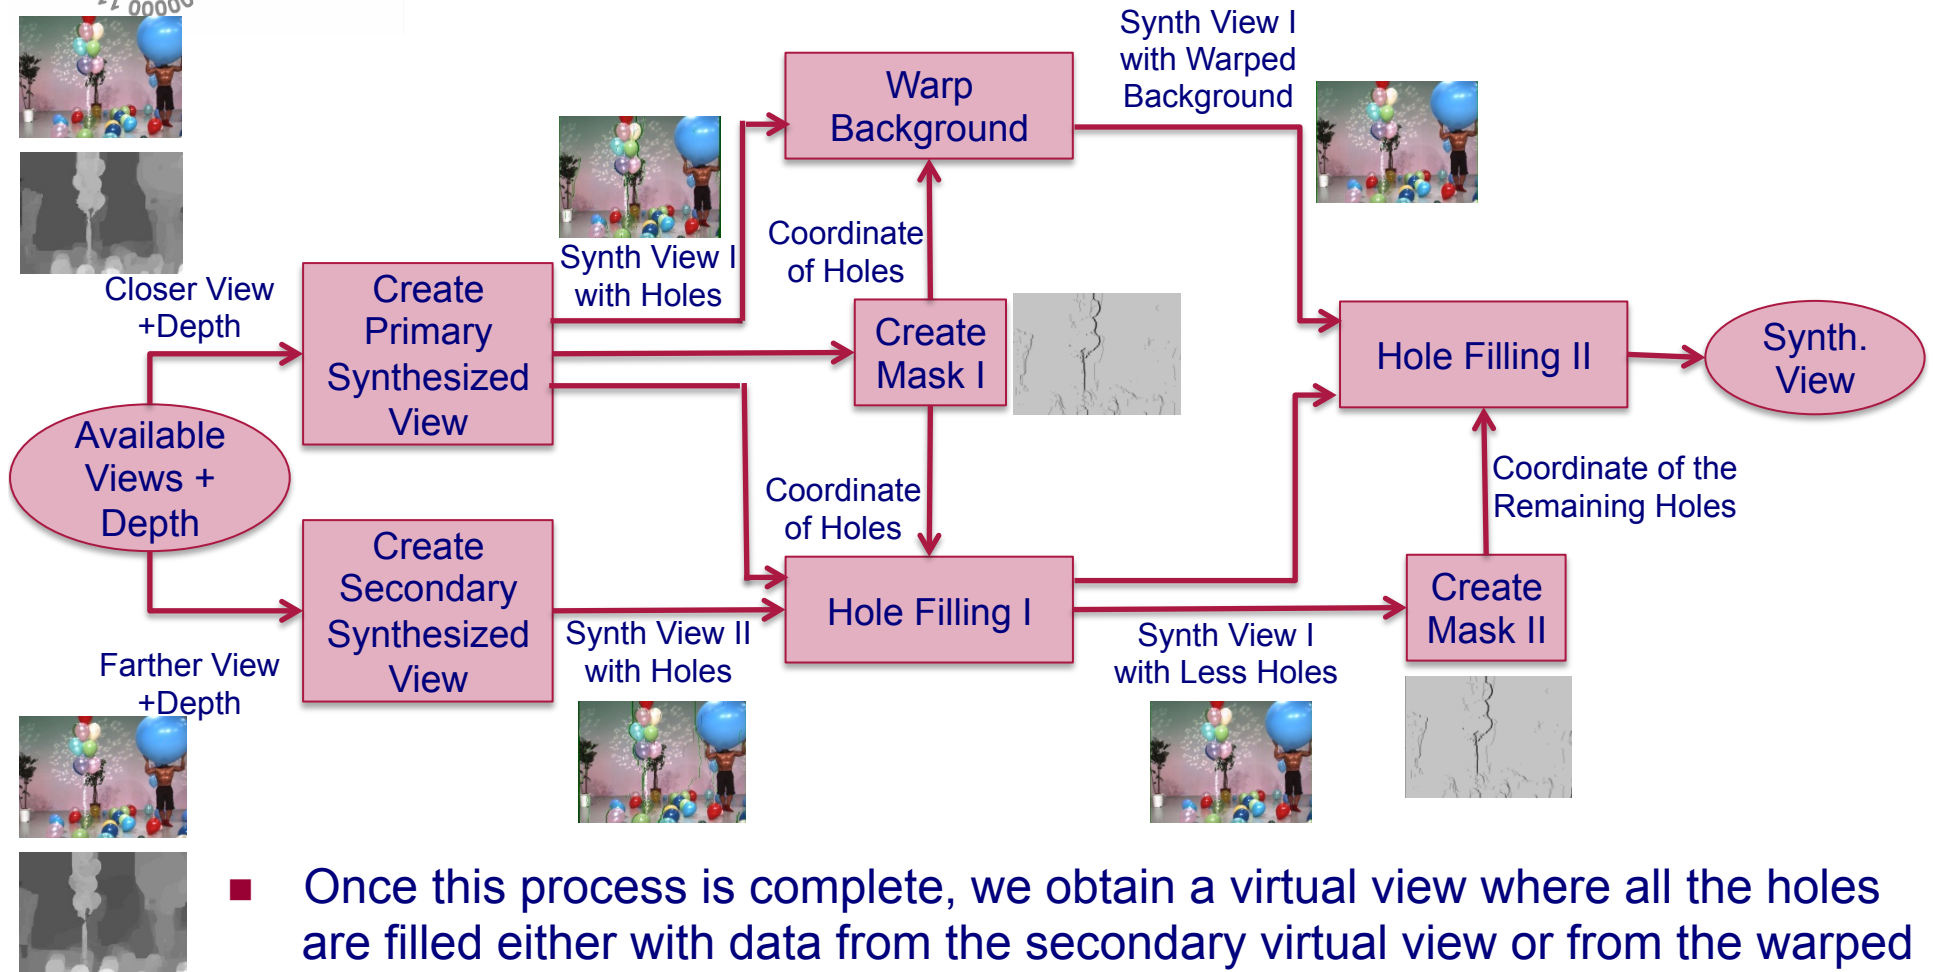 Synth View I
with Warped
Background
Warp
Background
Synth View I
with Holes
Coordinate
of Holes
Closer View
+Depth
Create
Primary
Synthesized
View
Create
Mask I
Hole Filling II
Synth.
View
Available
Views +
Depth
Coordinate
of Holes
Coordinate of the
Remaining Holes
Create
Secondary
Synthesized
View
Hole Filling I
Create
Mask II
Synth View II
with Holes
Synth View I
with Less Holes
Farther View
+Depth
Once this process is complete, we obtain a virtual view where all the holes
are filled either with data from the secondary virtual view or from the warped